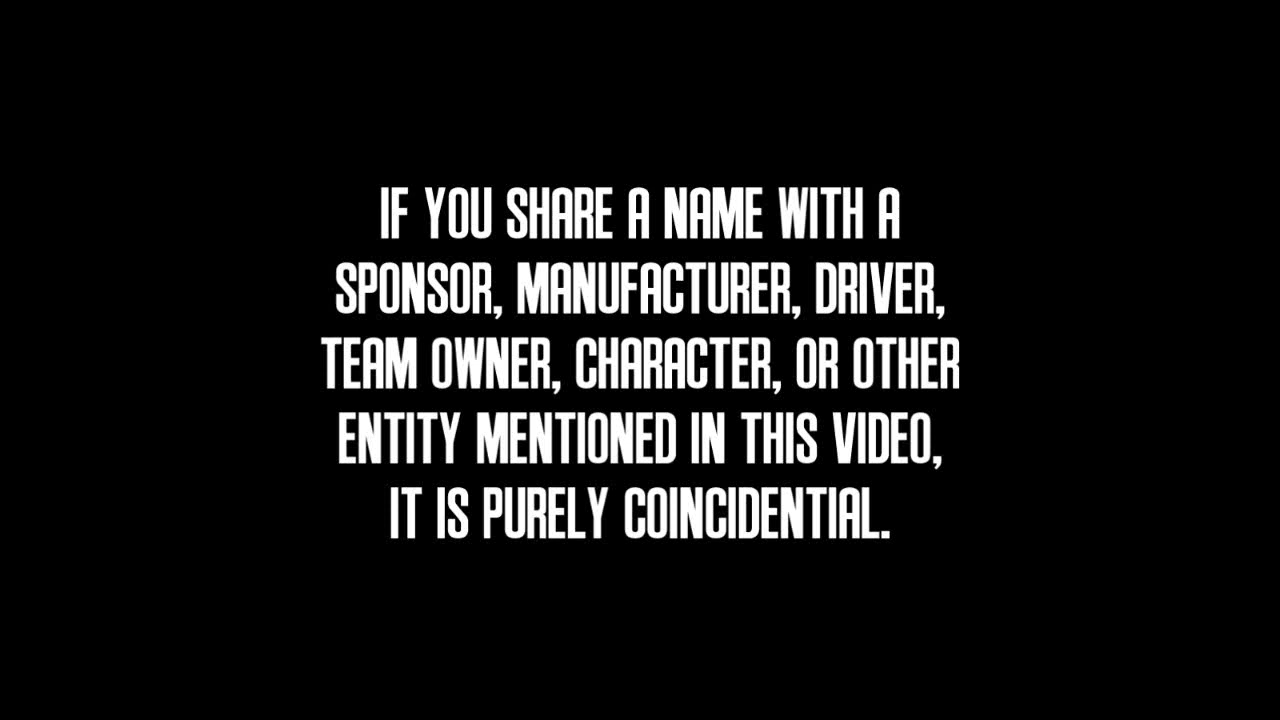 IF YOU SHARE A NAME WITH A
SPONSOR, MANUFACTURER, DRIVER,
TEAM OWNER, CHARACTER, OR OTHER
ENTITY MENTIONED IN THIS VIDEO,
IT IS PURELY COINCIDENTIAL.